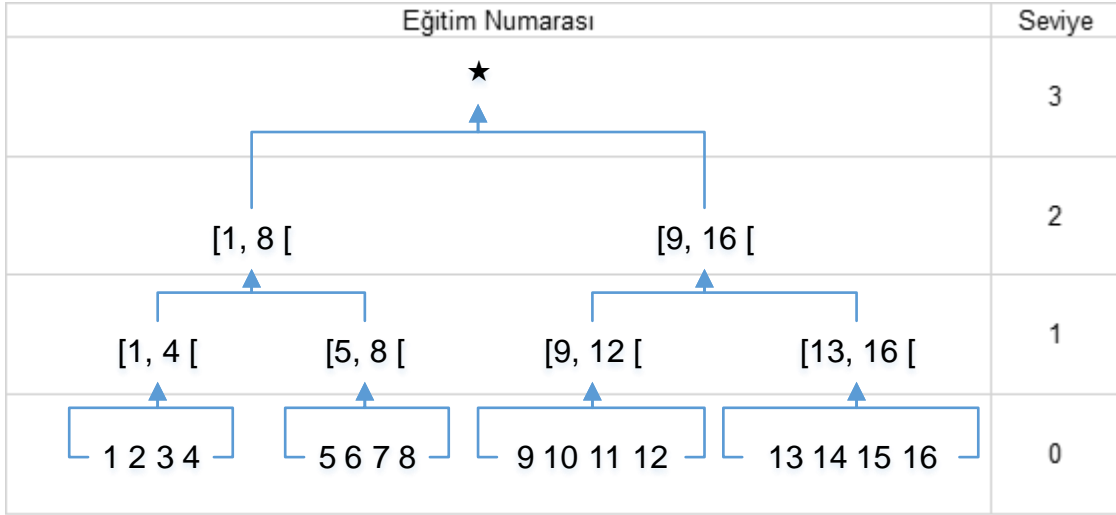 Eğitim Numarası Seviye
★
3
[1, 8 [ [9, 16 [ 2
[1, 4 [ [5, 8 [ [9, 12 [ [13, 16 [ 1
1 2 3 4 5 6 7 8 9 10 11 12 13 14 15 16 0